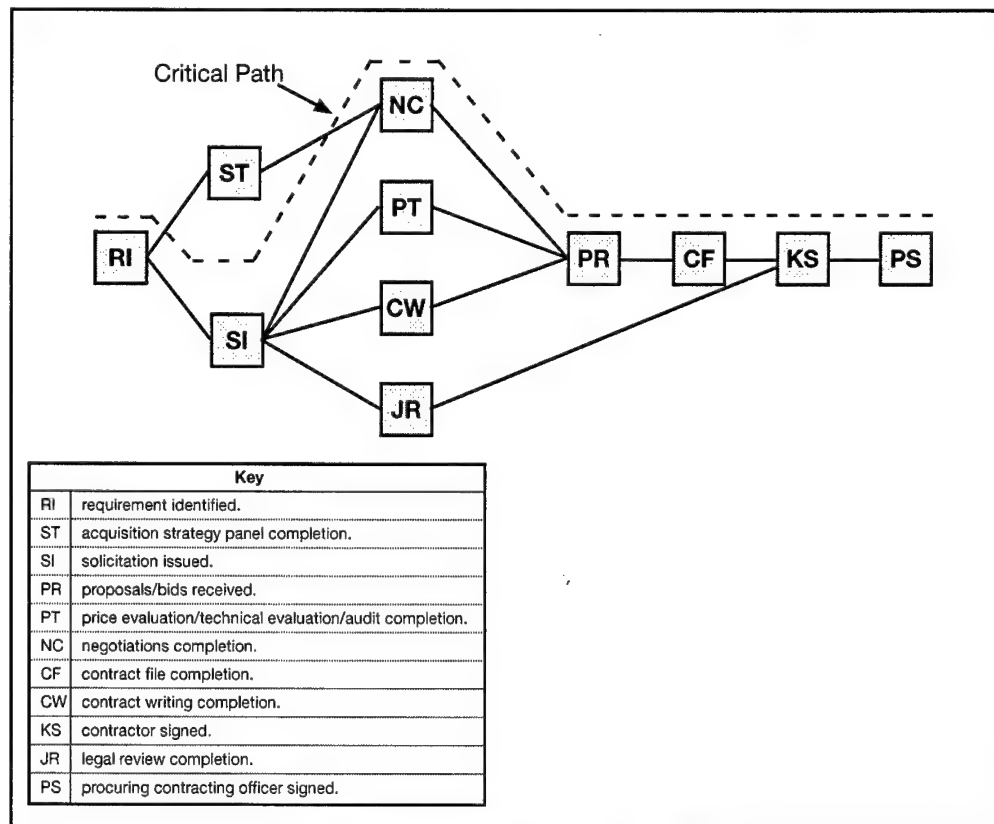 Critical Path
NC
ST
PT
RI
PR
CF
KS
PS
CW
SI
JR
Key
RI requirement identified.
ST acquisition strategy panel completion.
SI solicitation issued.
PR proposals/bids received.
PT price evaluation/technical evaluation/audit completion.
NC negotiations completion.
CF contract file completion.
CW contract writing completion.
KS contractor signed.
JR legal review completion.
PS procuring contracting officer signed.